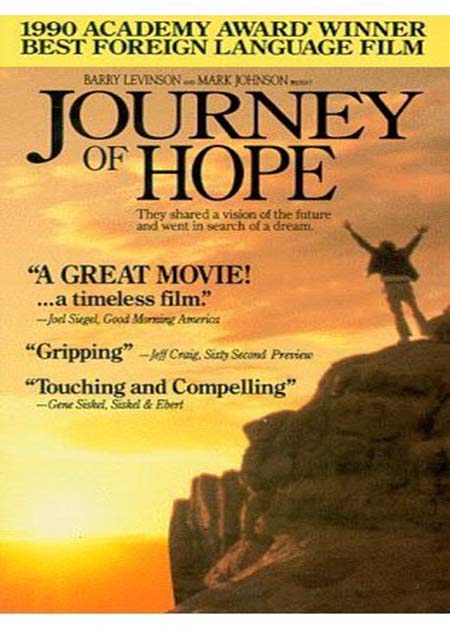 1990 ACADEMY AWARD* WINNER
BEST FOREIGN LANGUAGE FILM
BARRY LEVINSON AND MARK JOHNSON PRESENT
JOURNEY
OF HOPE
They shared a vision of the future
and went in search of a dream.
“A GREAT MOVIE!
...a timeless film.”
—Joel Siegel, Good Morning America
“Gripping” —Jeff Craig, Sixty Second Preview
“Touching and Compelling”
—Gene Siskel, Siskel & Ebert